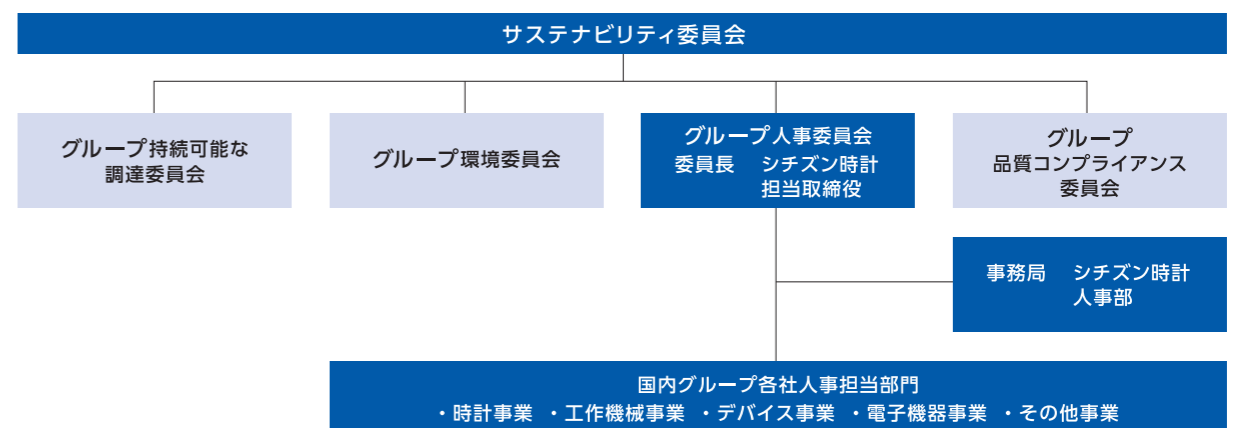 サステナビリティ委員会
グループ持続可能な
調達委員会
グループ環境委員会
グループ人事委員会
委員長　シチズン時計
担当取締役
グループ
品質コンプライアンス
委員会
事務局　シチズン時計
人事部
国内グループ各社人事担当部門
・時計事業 ・工作機械事業 ・デバイス事業 ・電子機器事業 ・その他事業